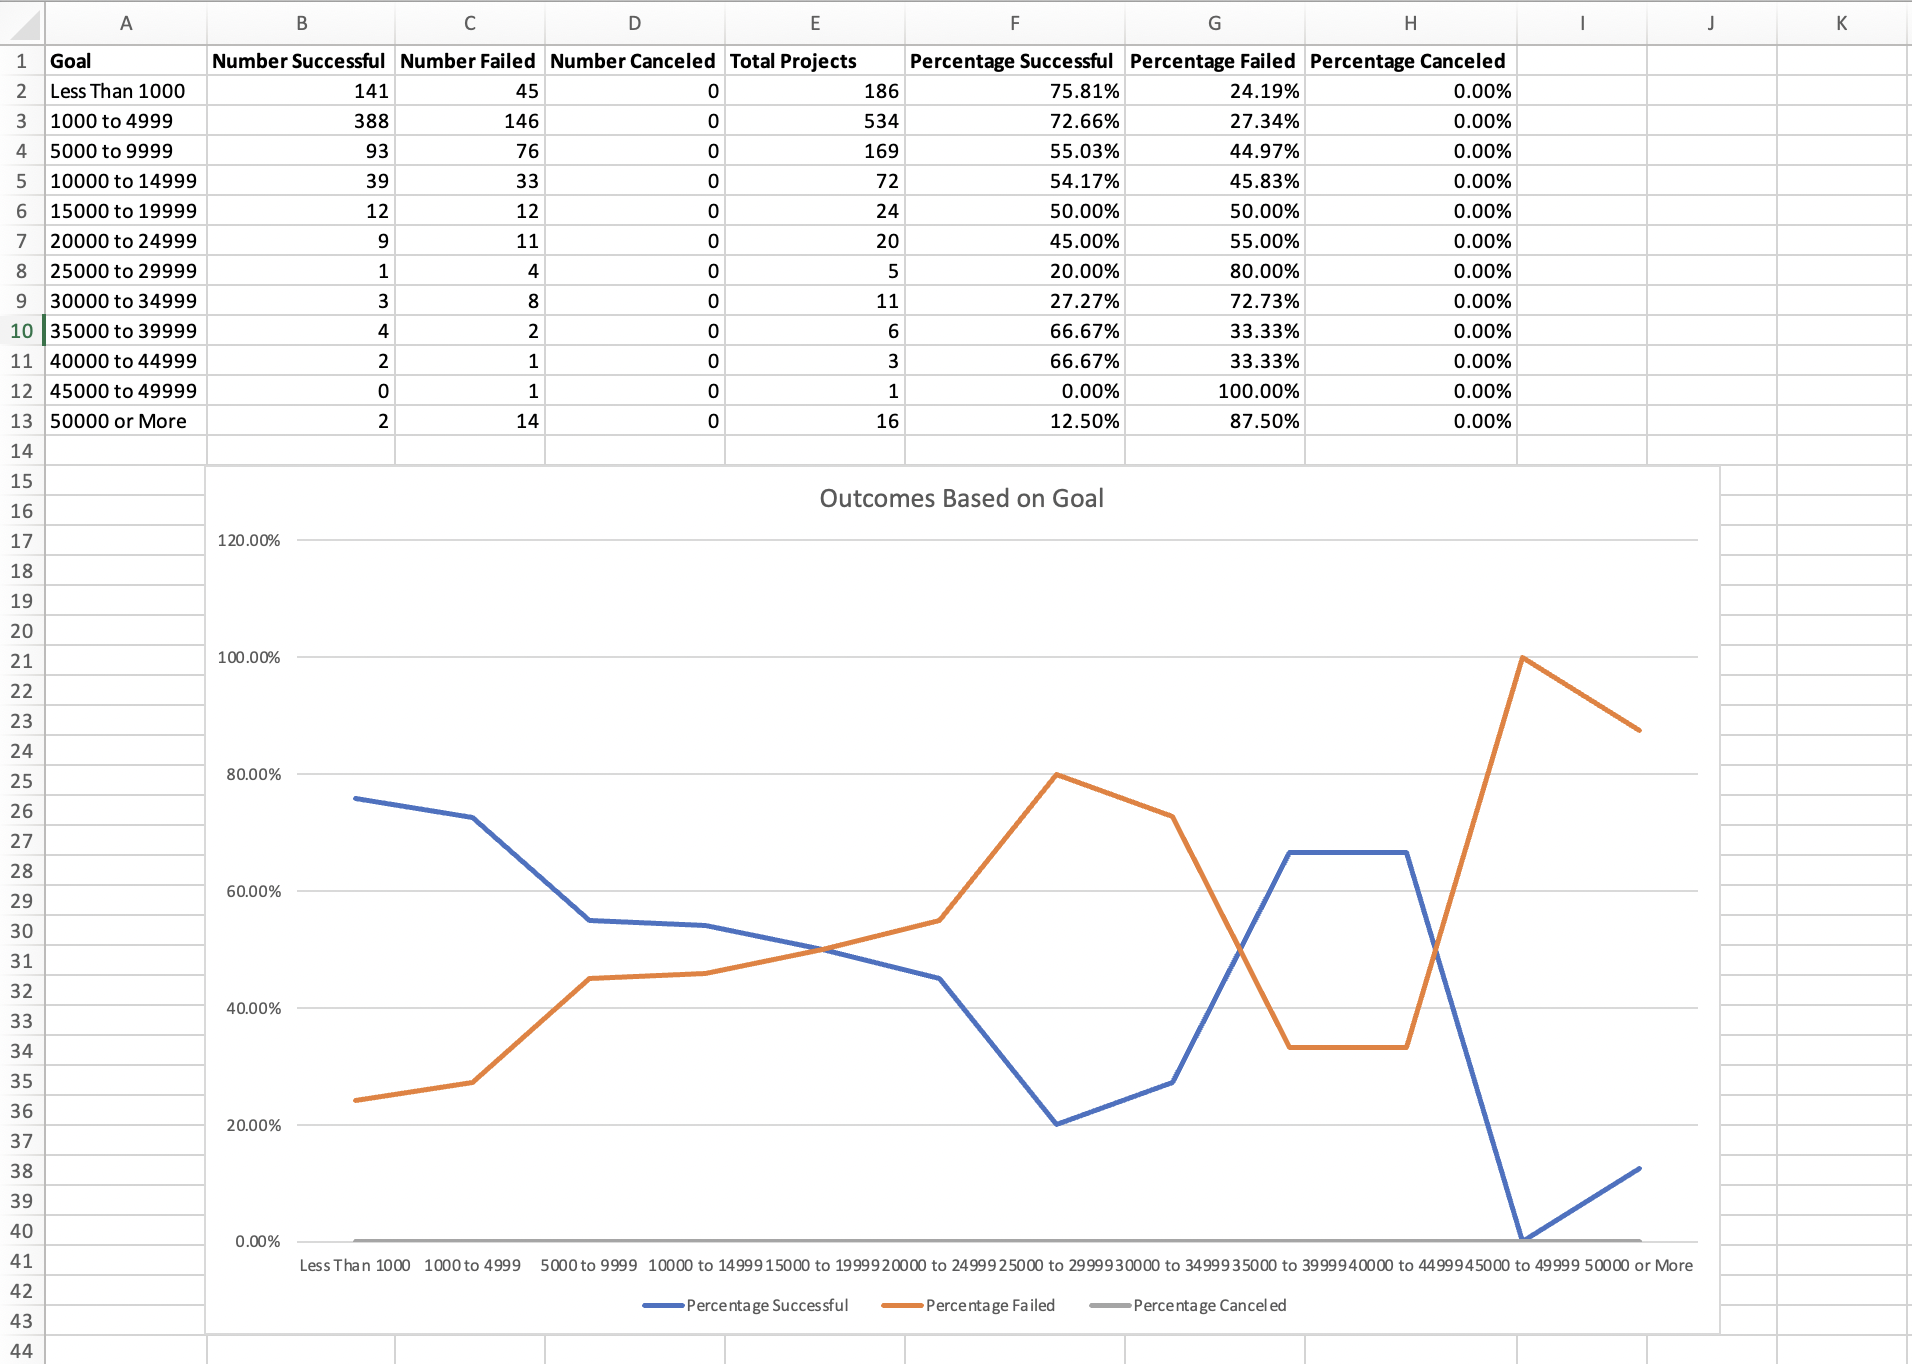 A B C D E F G H I J K
1 Goal Number Successful Number Failed Number Canceled Total Projects Percentage Successful Percentage Failed Percentage Canceled
2 Less Than 1000 141 45 0 186 75.81% 24.19% 0.00%
3 1000 to 4999 388 146 0 534 72.66% 27.34% 0.00%
4 5000 to 9999 93 76 0 169 55.03% 44.97% 0.00%
5 10000 to 14999 39 33 0 72 54.17% 45.83% 0.00%
6 15000 to 19999 12 12 0 24 50.00% 50.00% 0.00%
7 20000 to 24999 9 11 0 20 45.00% 55.00% 0.00%
8 25000 to 29999 1 4 0 5 20.00% 80.00% 0.00%
9 30000 to 34999 3 8 0 11 27.27% 72.73% 0.00%
10 35000 to 39999 4 2 0 6 66.67% 33.33% 0.00%
11 40000 to 44999 2 1 0 3 66.67% 33.33% 0.00%
12 45000 to 49999 0 1 0 1 0.00% 100.00% 0.00%
13 50000 or More 2 14 0 16 12.50% 87.50% 0.00%
14
15
16
17
18
19
20
21
22
23
24
25
26
27
28
29
30
31
32
33
34
35
36
37
38
39
40
41
42
43
44
Outcomes Based on Goal
120.00%
100.00%
80.00%
60.00%
40.00%
20.00%
0.00%
Less Than 1000 1000 to 4999 5000 to 9999 10000 to 14999 15000 to 19999 20000 to 24999 25000 to 29999 30000 to 34999 35000 to 39999 40000 to 44999 45000 to 49999 50000 or More
Percentage Successful Percentage Failed Percentage Canceled